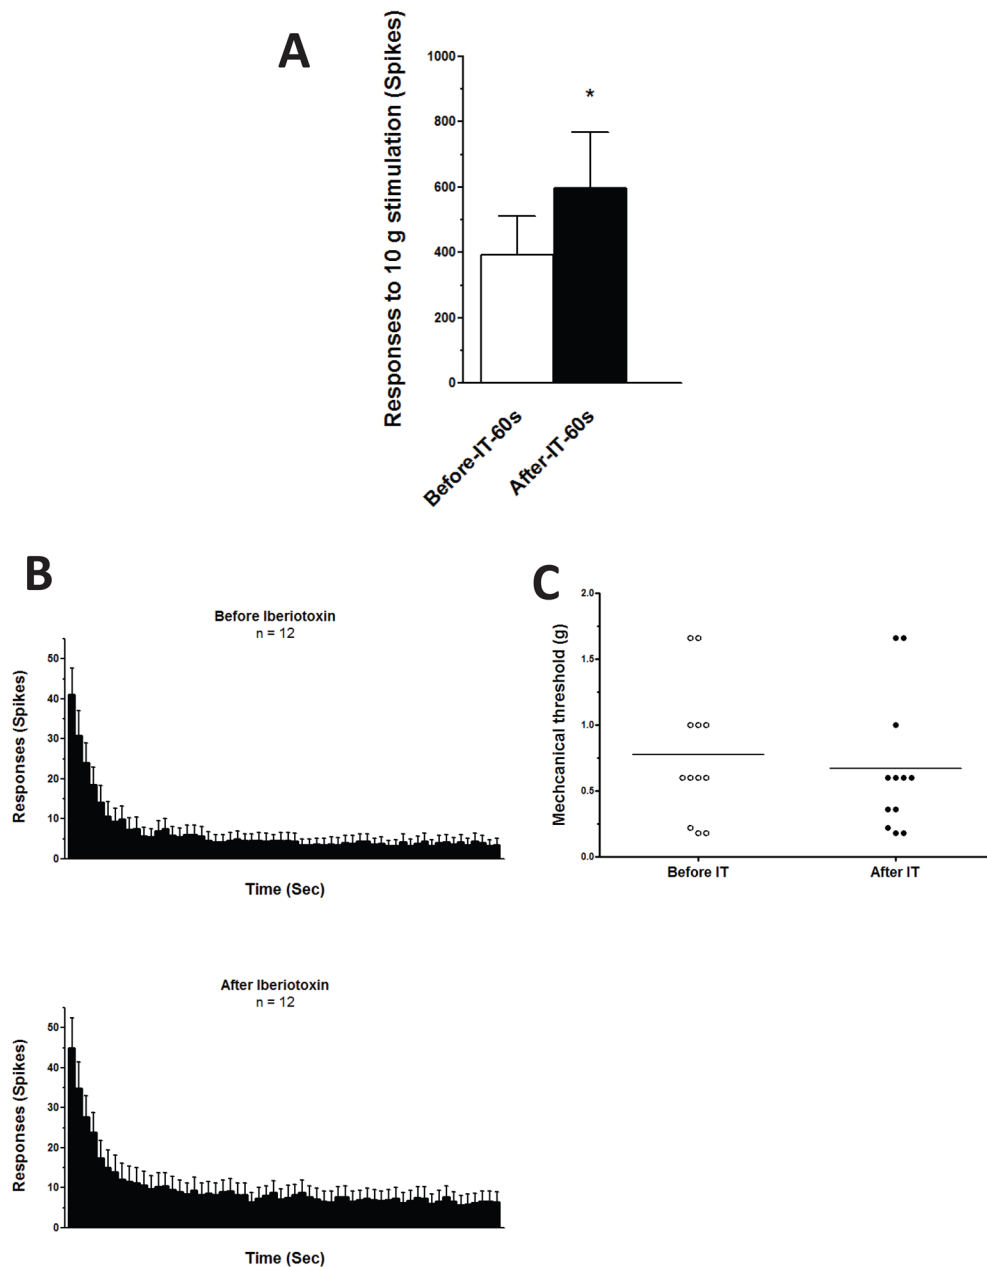 A
Responses to 10 g stimulation (Spikes)
1000
800
*
600
400
200
0
Before-IT-60s
After-IT-60s
B
Before Iberiotoxin
n = 12
Responses (Spikes)
50
40
30
20
10
0
Time (Sec)
C
Mechcanical threshold (g)
2.0
1.5
1.0
0.5
0.0
Before IT
After IT
After Iberiotoxin
n = 12
Responses (Spikes)
50
40
30
20
10
0
Time (Sec)